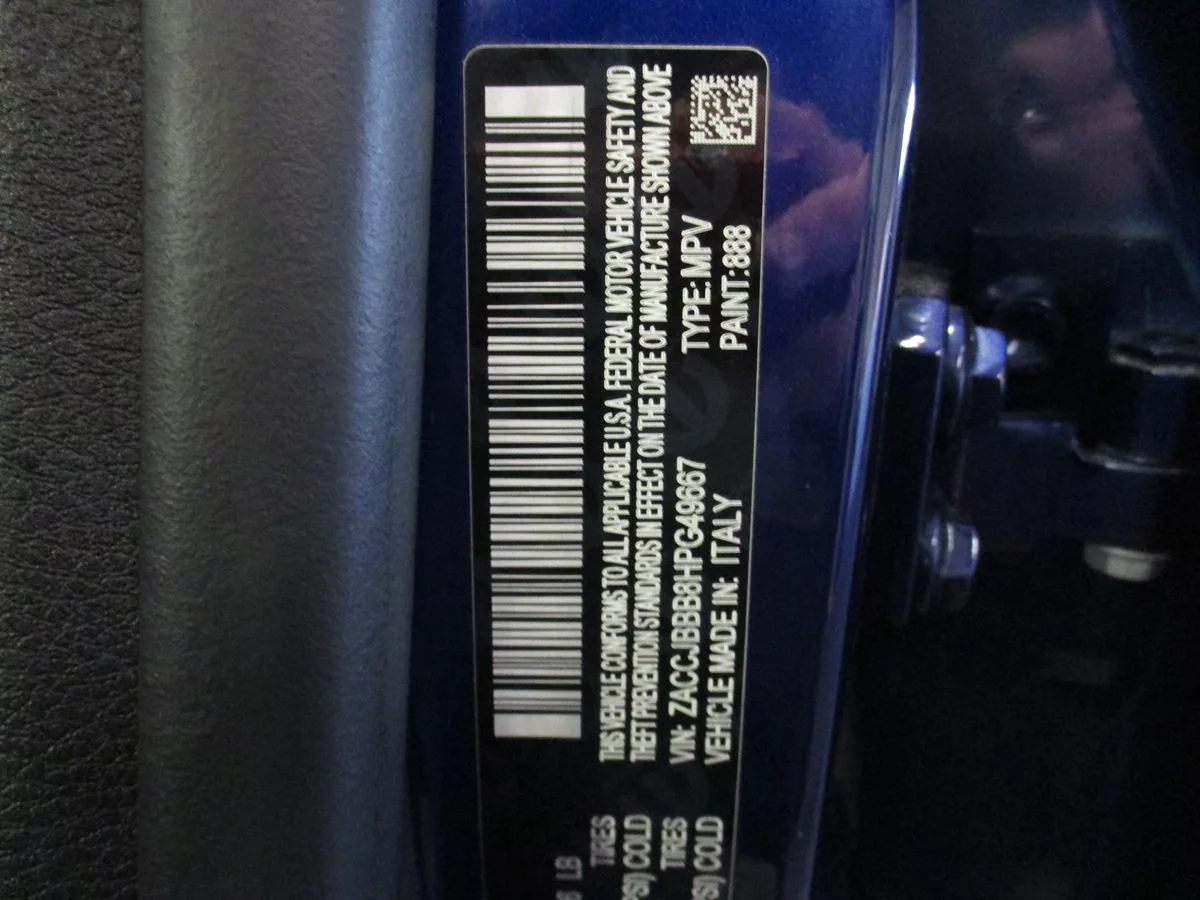 THIS VEHICLE CONFORMS TO ALL APPLICABLE U.S.A. FEDERAL MOTOR VEHICLE SAFETY AND
THEFT PREVENTION STANDARDS IN EFFECT ON THE DATE OF MANUFACTURE SHOWN ABOVE
VIN: ZACCJBBB8HPG49667 TYPE: MPV
VEHICLE MADE IN: ITALY PAINT:888
LB
TIRES
PSI) COLD
TIRES
PSI) COLD